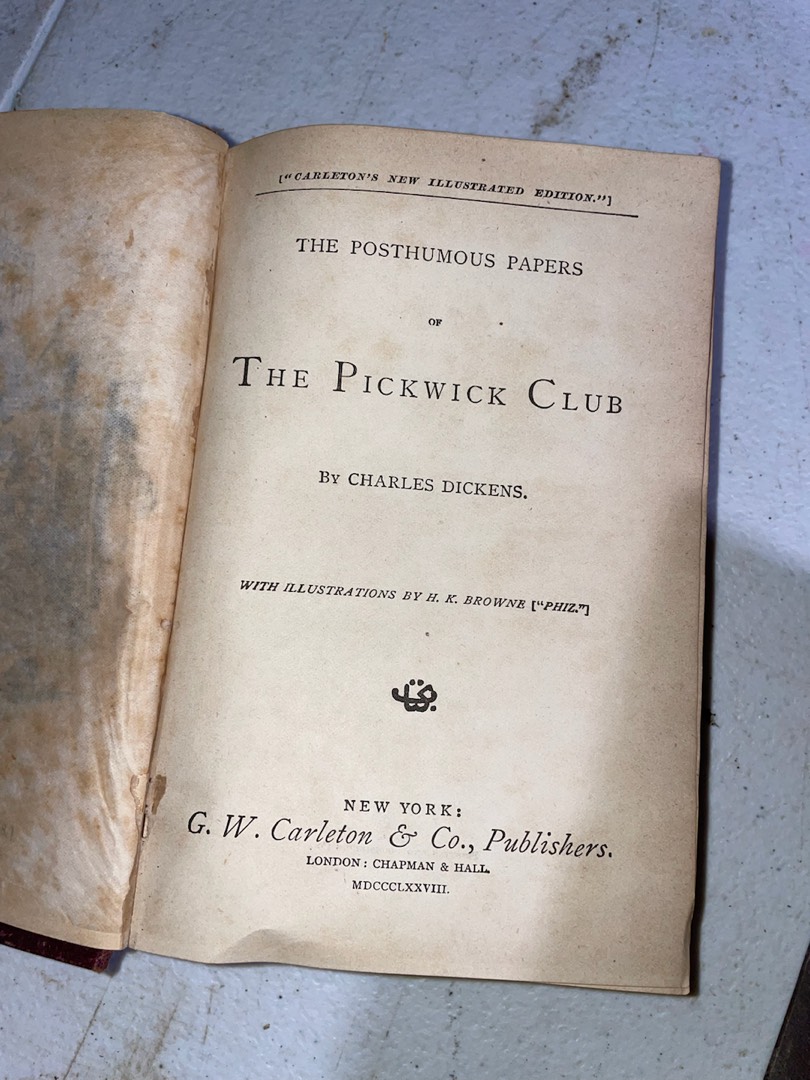 ["CARLETON'S NEW ILLUSTRATED EDITION."]
THE POSTHUMOUS PAPERS
OF
THE PICKWICK CLUB
By CHARLES DICKENS.
WITH ILLUSTRATIONS BY H. K. BROWNE ["PHIZ."]
NEW YORK:
G. W. Carleton & Co., Publishers.
LONDON: CHAPMAN & HALL.
MDCCCLXXVIII.